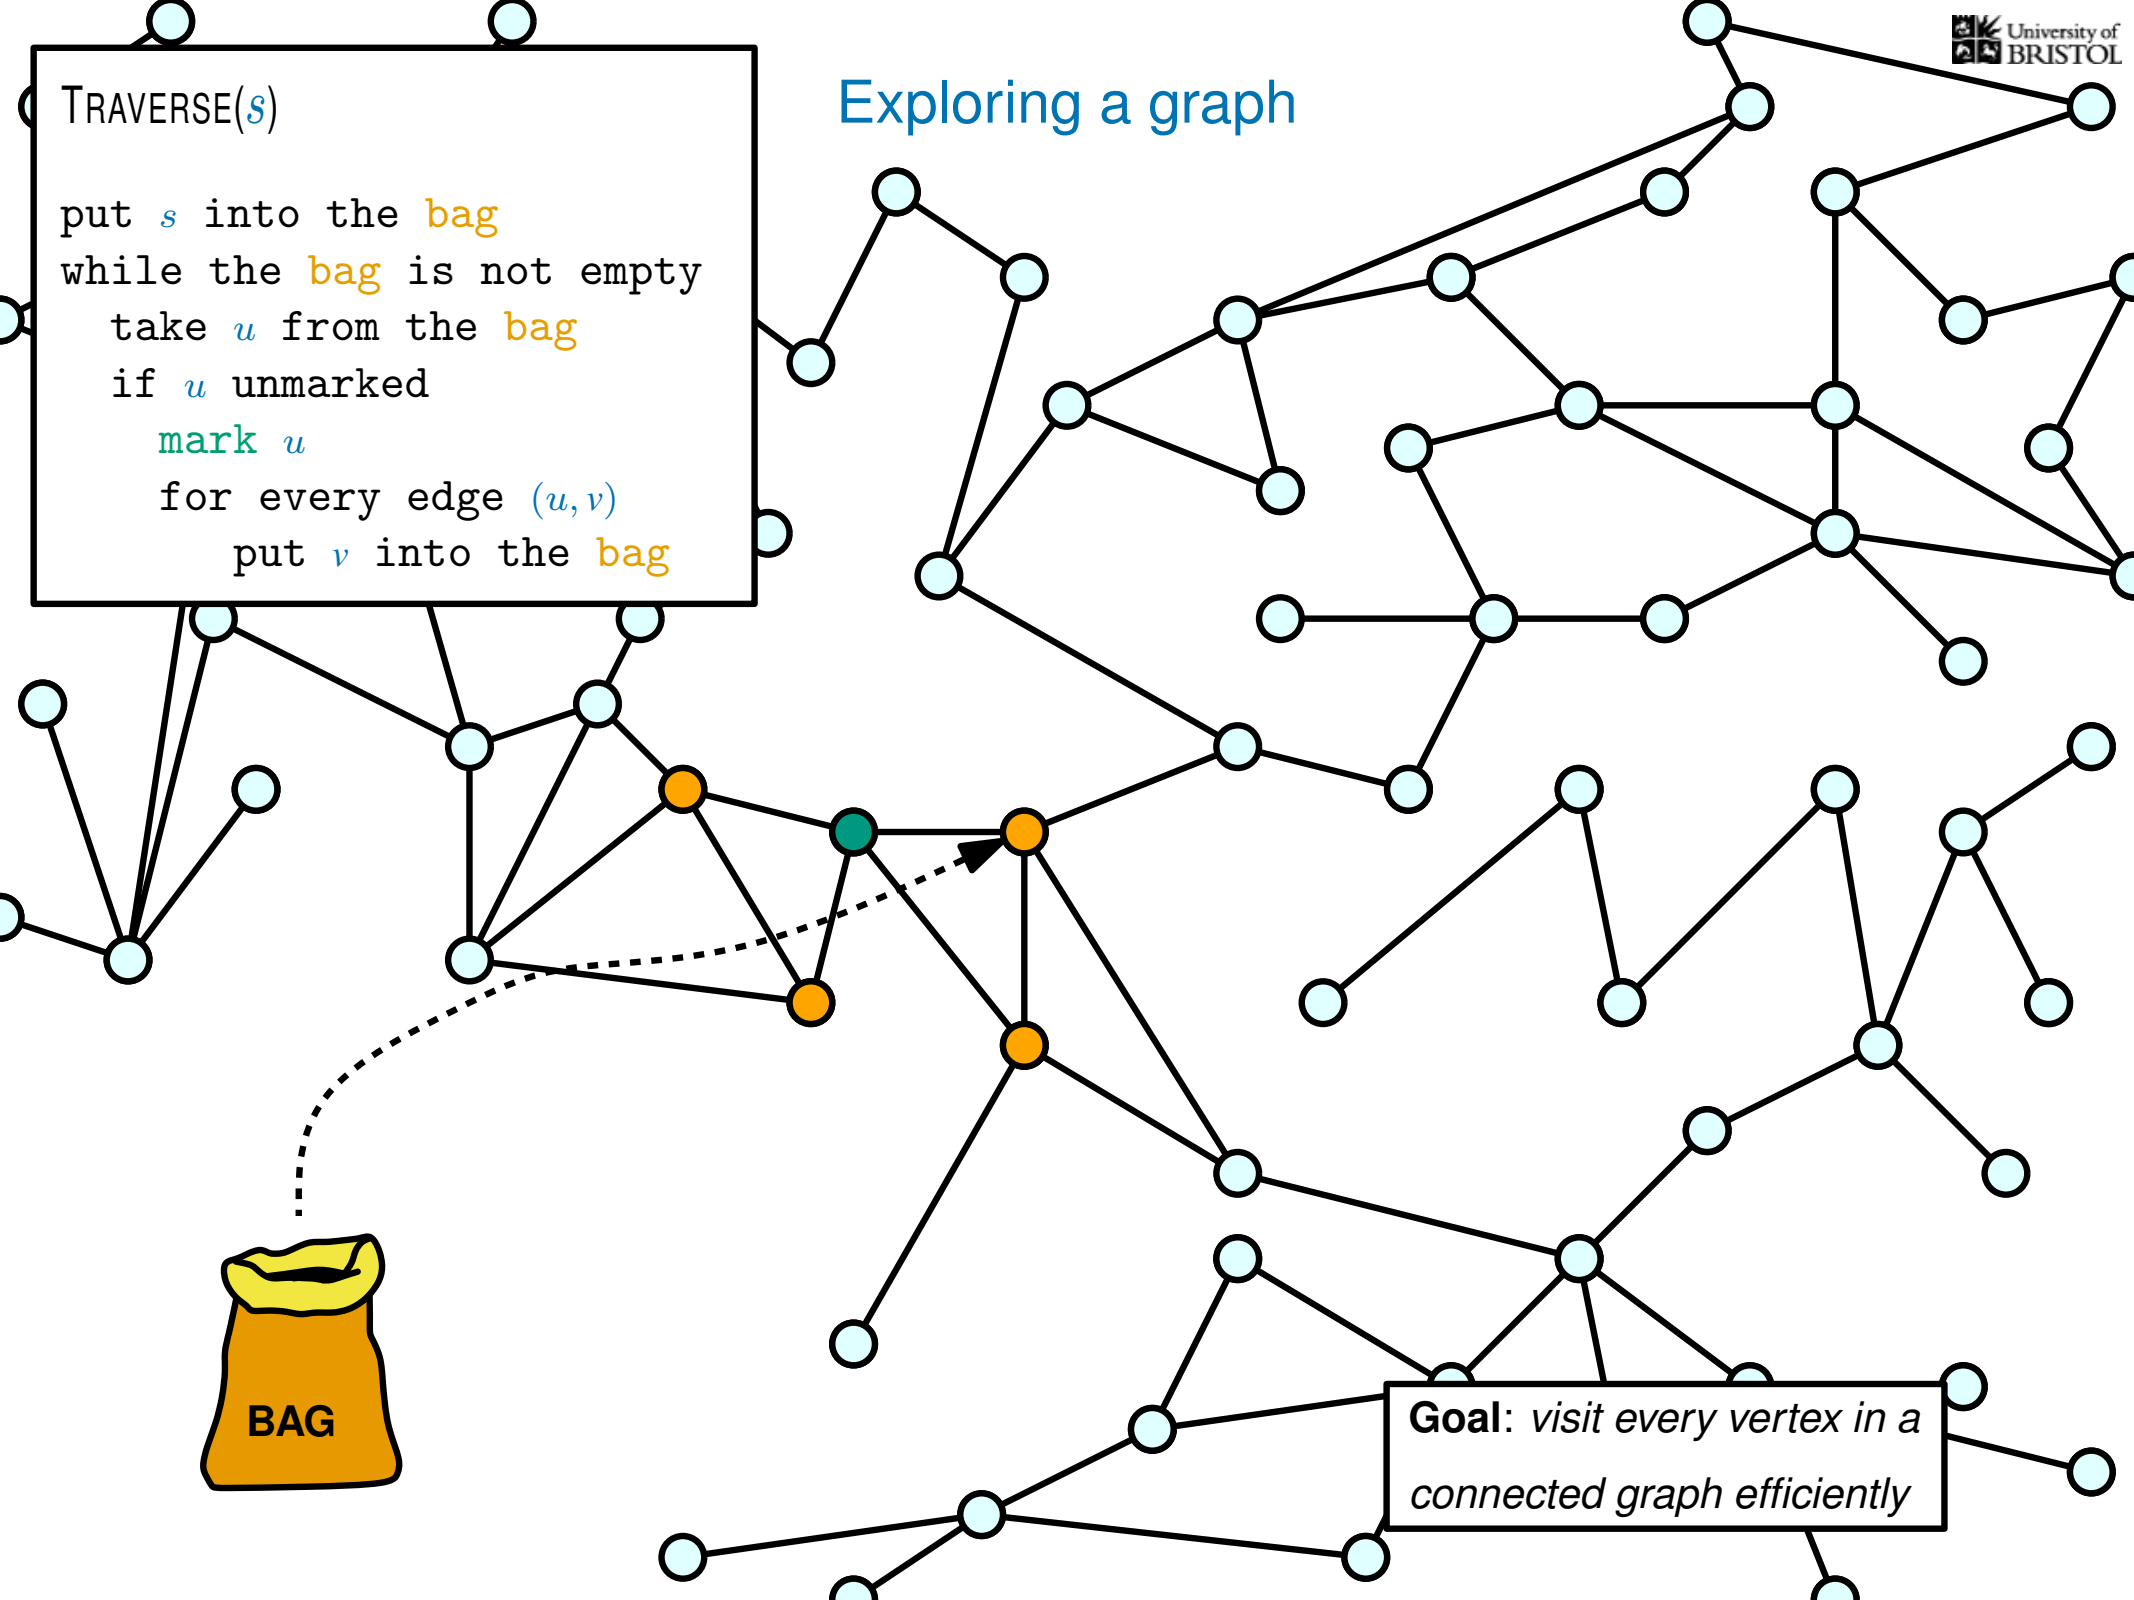 University of
BRISTOL
Exploring a graph
TRAVERSE(s)
put s into the bag
while the bag is not empty
take u from the bag
if u unmarked
mark u
for every edge (u, v)
put v into the bag
BAG
Goal: visit every vertex in a
connected graph efficiently